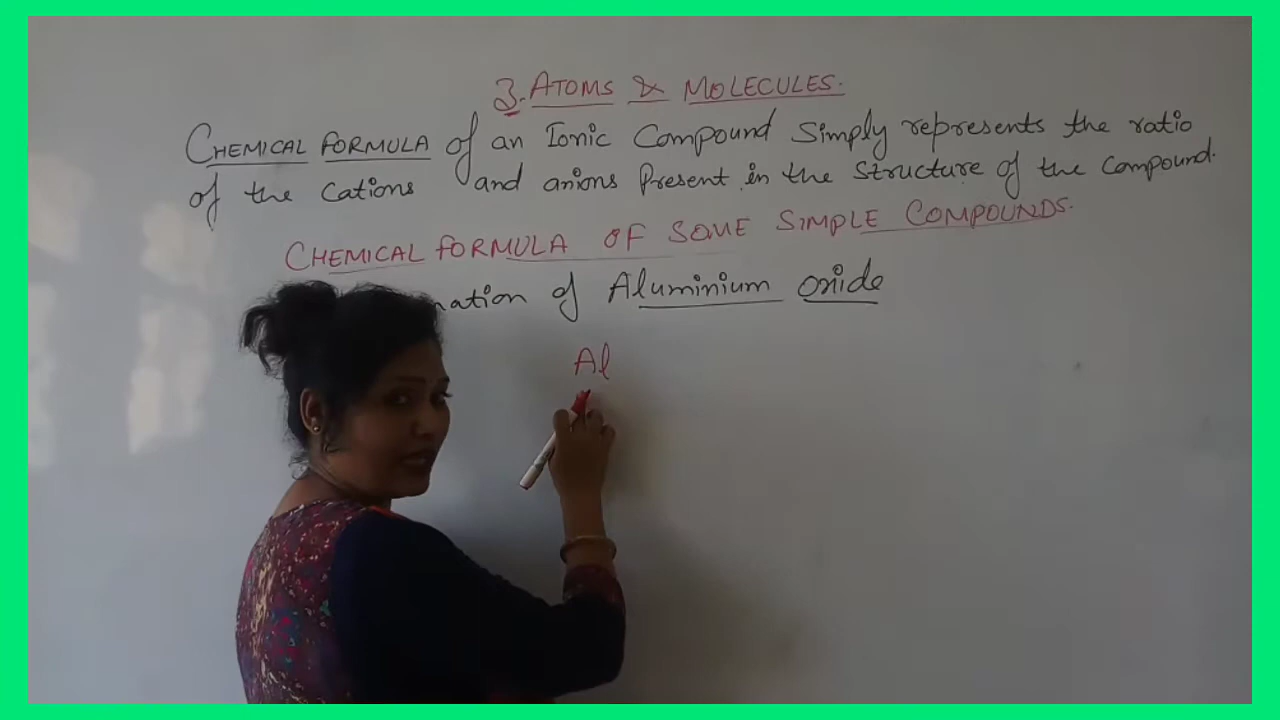 3. ATOMS & MOLECULES.
CHEMICAL FORMULA of an Ionic Compound Simply represents the ratio
of the cations and anions Present in the structure of the compound.
CHEMICAL FORMULA OF SOME SIMPLE COMPOUNDS.
of Aluminium Oxide
Al